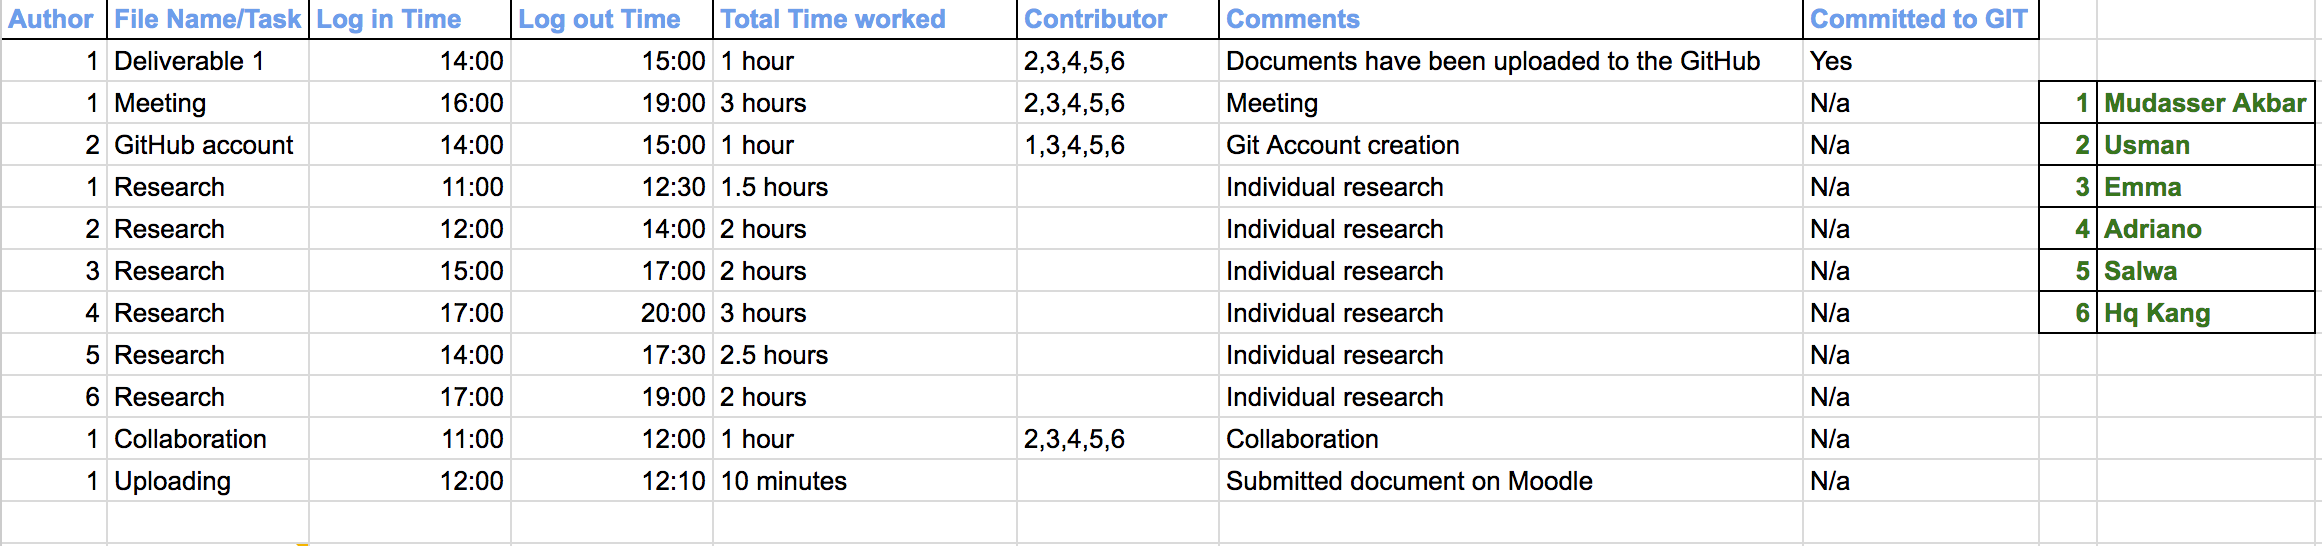 Author File Name/Task Log in Time Log out Time Total Time worked Contributor Comments Committed to GIT
1 Deliverable 1 14:00 15:00 1 hour 2,3,4,5,6 Documents have been uploaded to the GitHub Yes
1 Meeting 16:00 19:00 3 hours 2,3,4,5,6 Meeting N/a 1 Mudasser Akbar
2 GitHub account 14:00 15:00 1 hour 1,3,4,5,6 Git Account creation N/a 2 Usman
1 Research 11:00 12:30 1.5 hours Individual research N/a 3 Emma
2 Research 12:00 14:00 2 hours Individual research N/a 4 Adriano
3 Research 15:00 17:00 2 hours Individual research N/a 5 Salwa
4 Research 17:00 20:00 3 hours Individual research N/a 6 Hq Kang
5 Research 14:00 17:30 2.5 hours Individual research N/a
6 Research 17:00 19:00 2 hours Individual research N/a
1 Collaboration 11:00 12:00 1 hour 2,3,4,5,6 Collaboration N/a
1 Uploading 12:00 12:10 10 minutes Submitted document on Moodle N/a